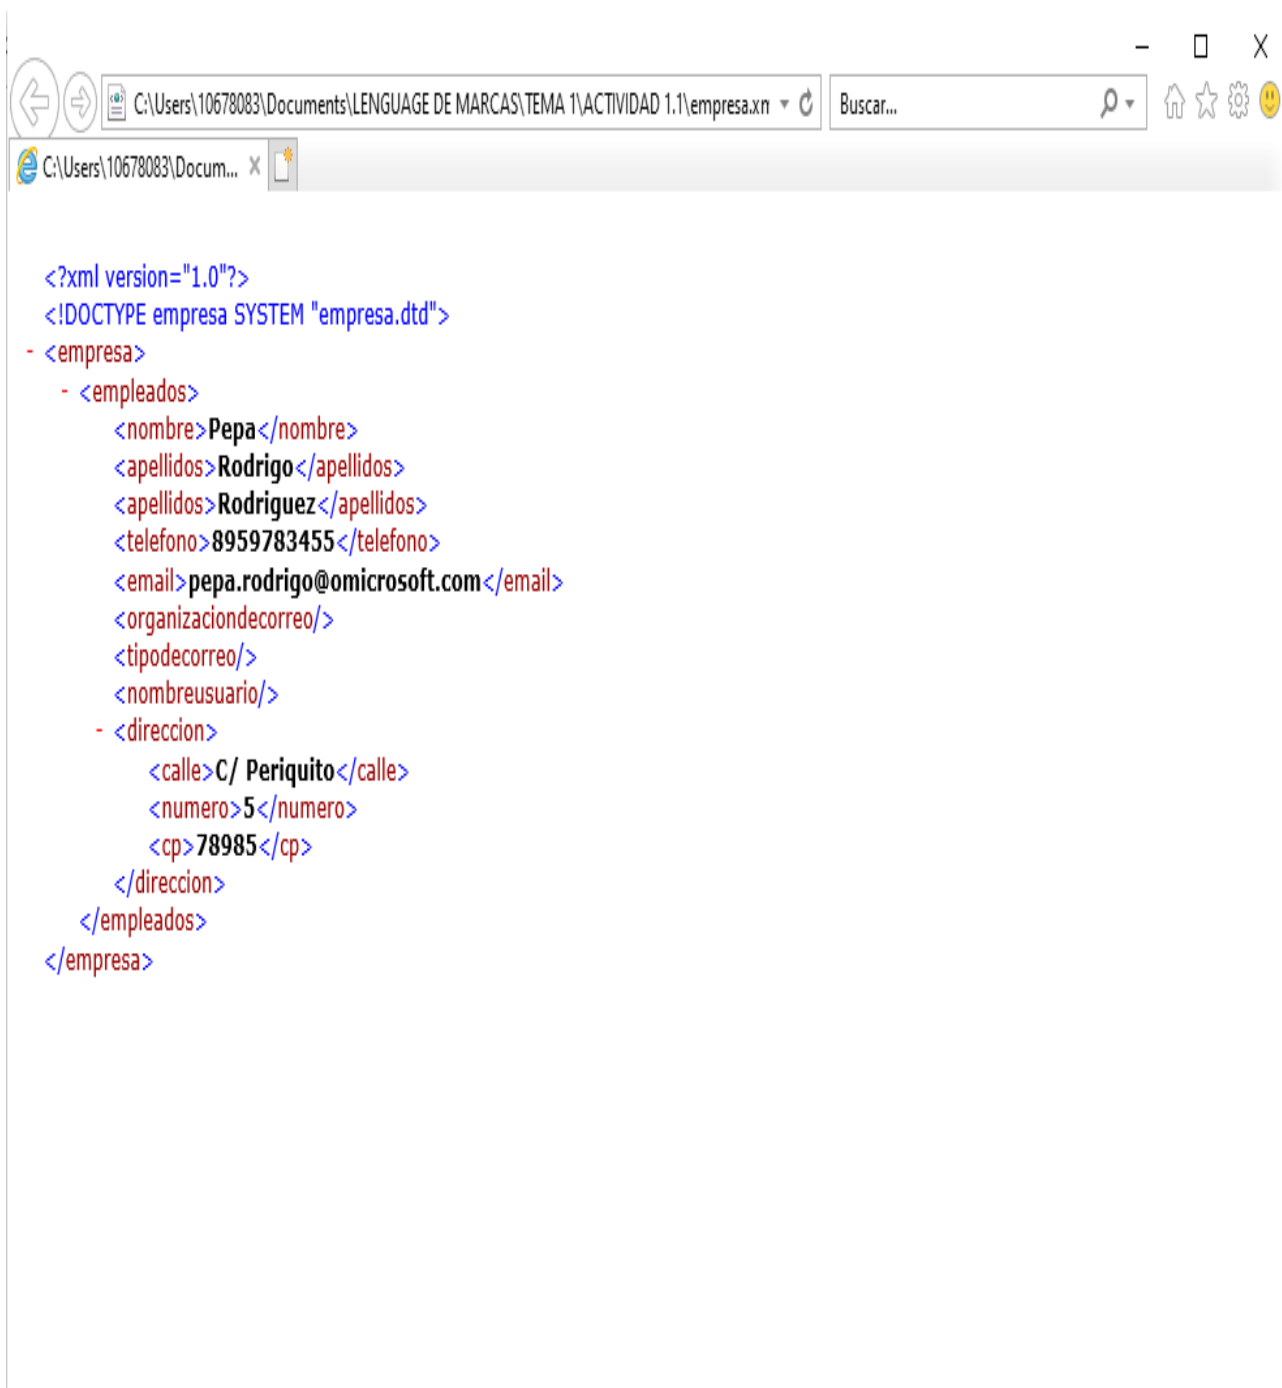 C:\Users\10678083\Documents\LENGUAGE DE MARCAS\TEMA 1\ACTIVIDAD 1.1\empresa.xm
Buscar...
C:\Users\10678083\Docum...
<?xml version="1.0"?>
<!DOCTYPE empresa SYSTEM "empresa.dtd">
- <empresa>
- <empleados>
<nombre>Pepa</nombre>
<apellidos>Rodrigo</apellidos>
<apellidos>Rodriguez</apellidos>
<telefono>8959783455</telefono>
<email>pepa.rodrigo@omicrosoft.com</email>
<organizaciondecorreo/>
<tipodecorreo/>
<nombreusuario/>
- <direccion>
<calle>C/ Periquito</calle>
<numero>5</numero>
<cp>78985</cp>
</direccion>
</empleados>
</empresa>